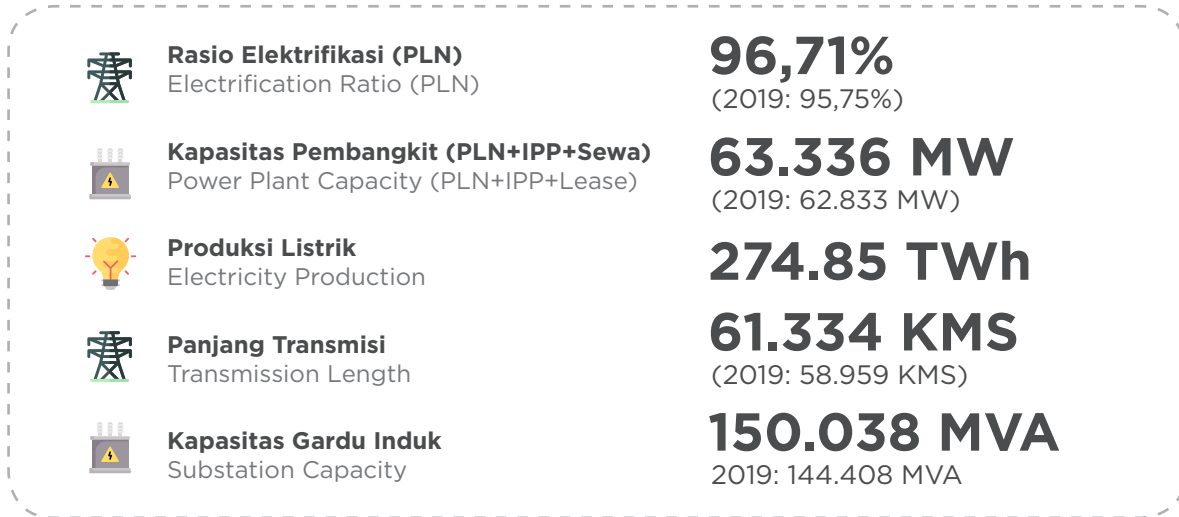 Rasio Elektrifikasi (PLN)
Electrification Ratio (PLN)
96,71%
(2019: 95,75%)
Kapasitas Pembangkit (PLN+IPP+Sewa)
Power Plant Capacity (PLN+IPP+Lease)
63.336 MW
(2019: 62.833 MW)
Produksi Listrik
Electricity Production
274.85 TWh
Panjang Transmisi
Transmission Length
61.334 KMS
(2019: 58.959 KMS)
Kapasitas Gardu Induk
Substation Capacity
150.038 MVA
2019: 144.408 MVA